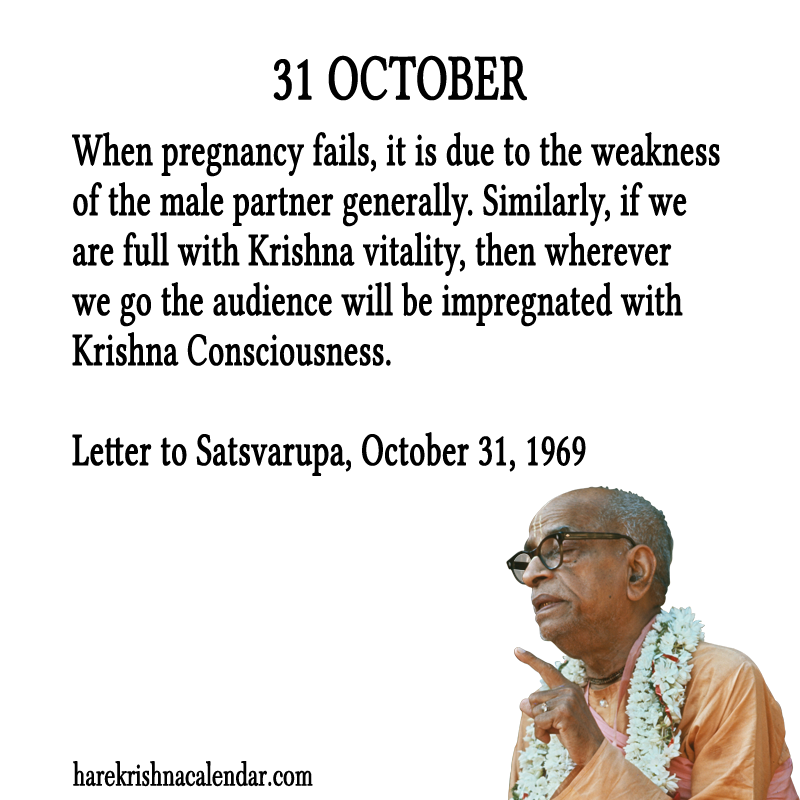 31 OCTOBER
When pregnancy fails, it is due to the weakness
of the male partner generally. Similarly, if we
are full with Krishna vitality, then wherever
we go the audience will be impregnated with
Krishna Consciousness.
Letter to Satsvarupa, October 31, 1969
harekrishnacalendar.com